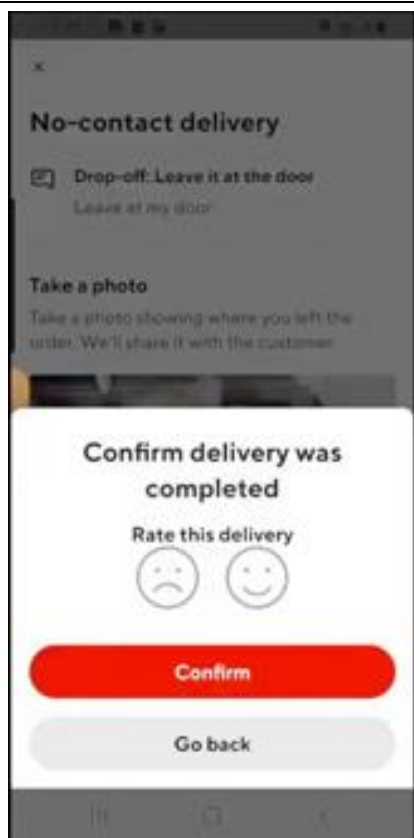 No-contact delivery
Drop-off: Leave it at the door
Leave at my door
Take a photo
Take a photo showing where you left the
order. We'll share it with the customer.
Confirm delivery was
completed
Rate this delivery
Confirm
Go back